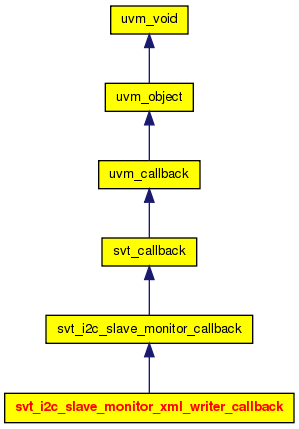 uvm_void
uvm_object
uvm_callback
svt_callback
svt_i2c_slave_monitor_callback
svt_i2c_slave_monitor_xml_writer_callback